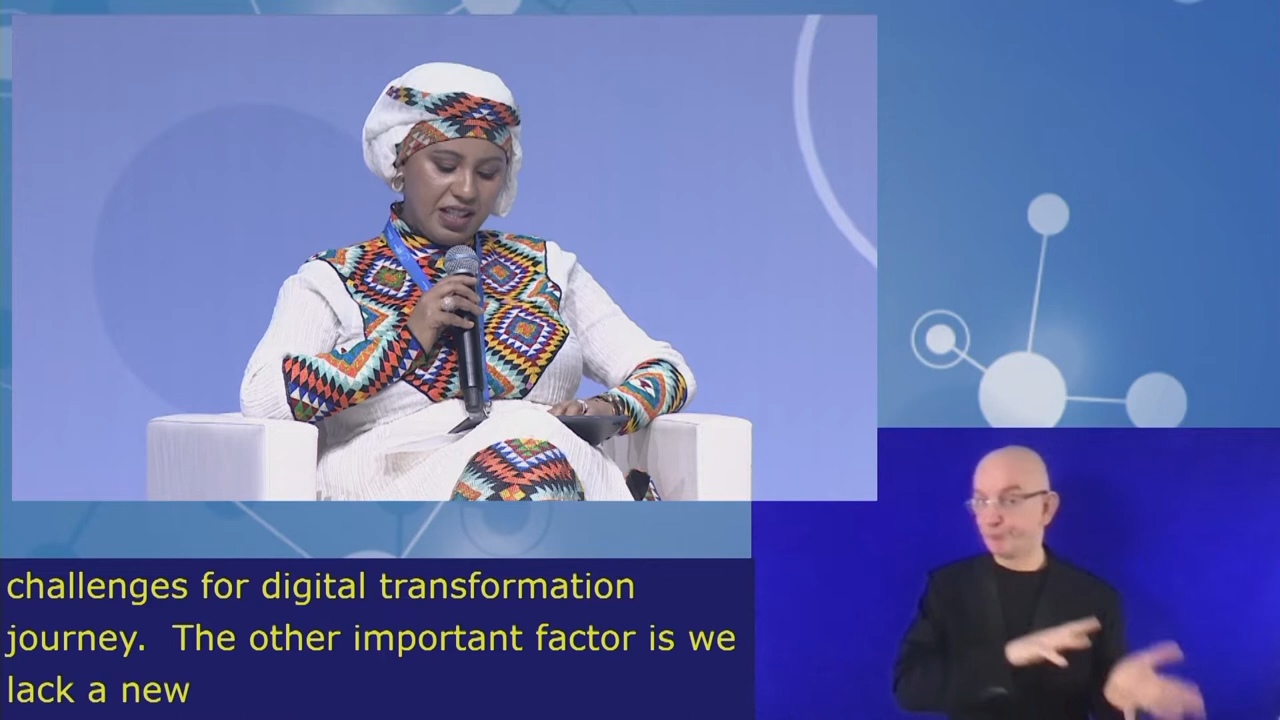 challenges for digital transformation
journey.  The other important factor is we
lack a new